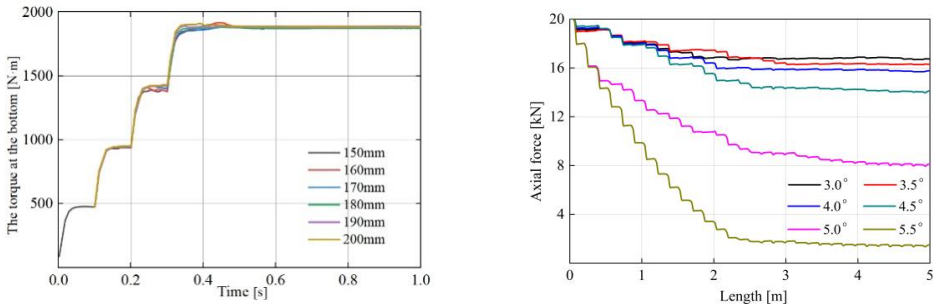 The torque at the bottom [N·m]
2000
1500
1000
500
0.0 0.2 0.4 0.6 0.8 1.0
Time [s]
150mm
160mm
170mm
180mm
190mm
200mm
Axial force [kN]
20
16
12
8
4
0 1 2 3 4 5
Length [m]
3.0° 3.5°
4.0° 4.5°
5.0° 5.5°